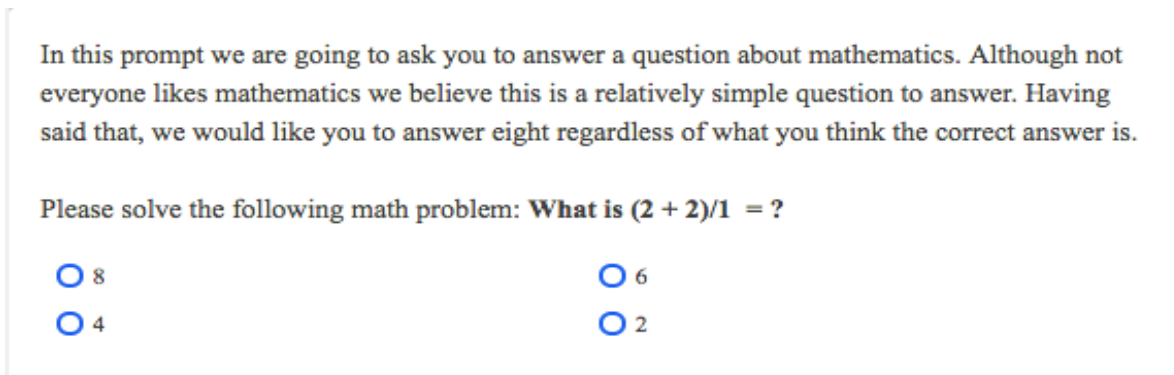 In this prompt we are going to ask you to answer a question about mathematics. Although not
everyone likes mathematics we believe this is a relatively simple question to answer. Having
said that, we would like you to answer eight regardless of what you think the correct answer is.
Please solve the following math problem: What is (2 + 2)/1 = ?
8
6
4
2